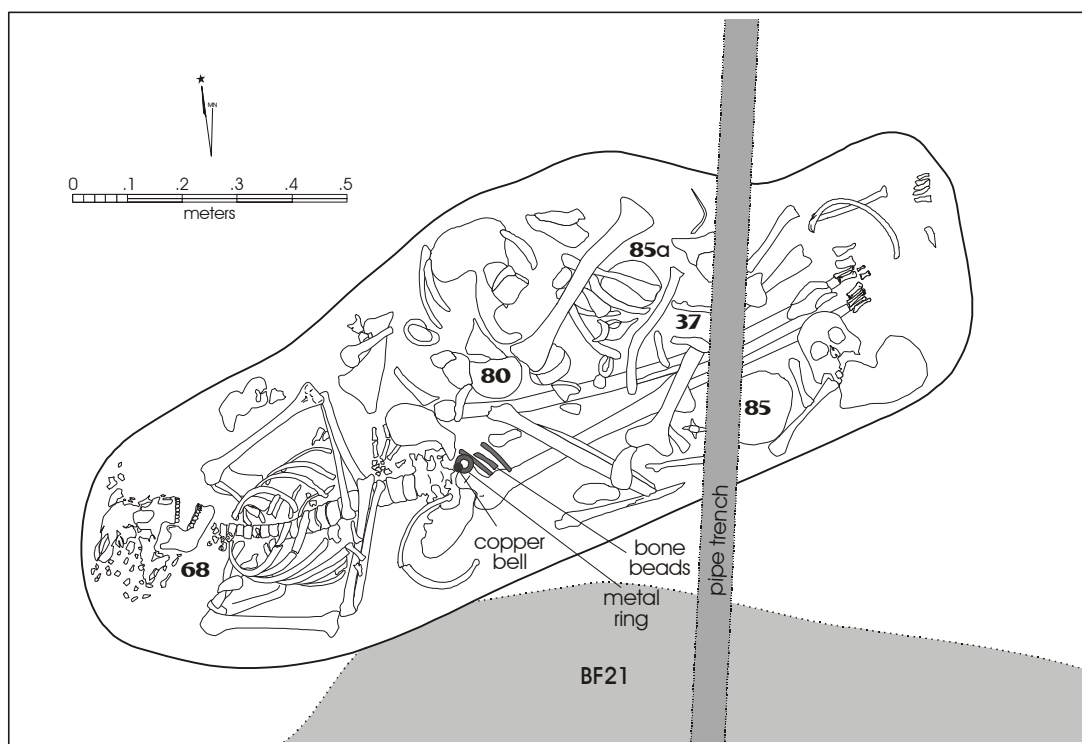 MN
0 .1 .2 .3 .4 .5
meters
85a
37
80
85
68
copper
bell
bone
beads
metal
ring
pipe trench
BF21